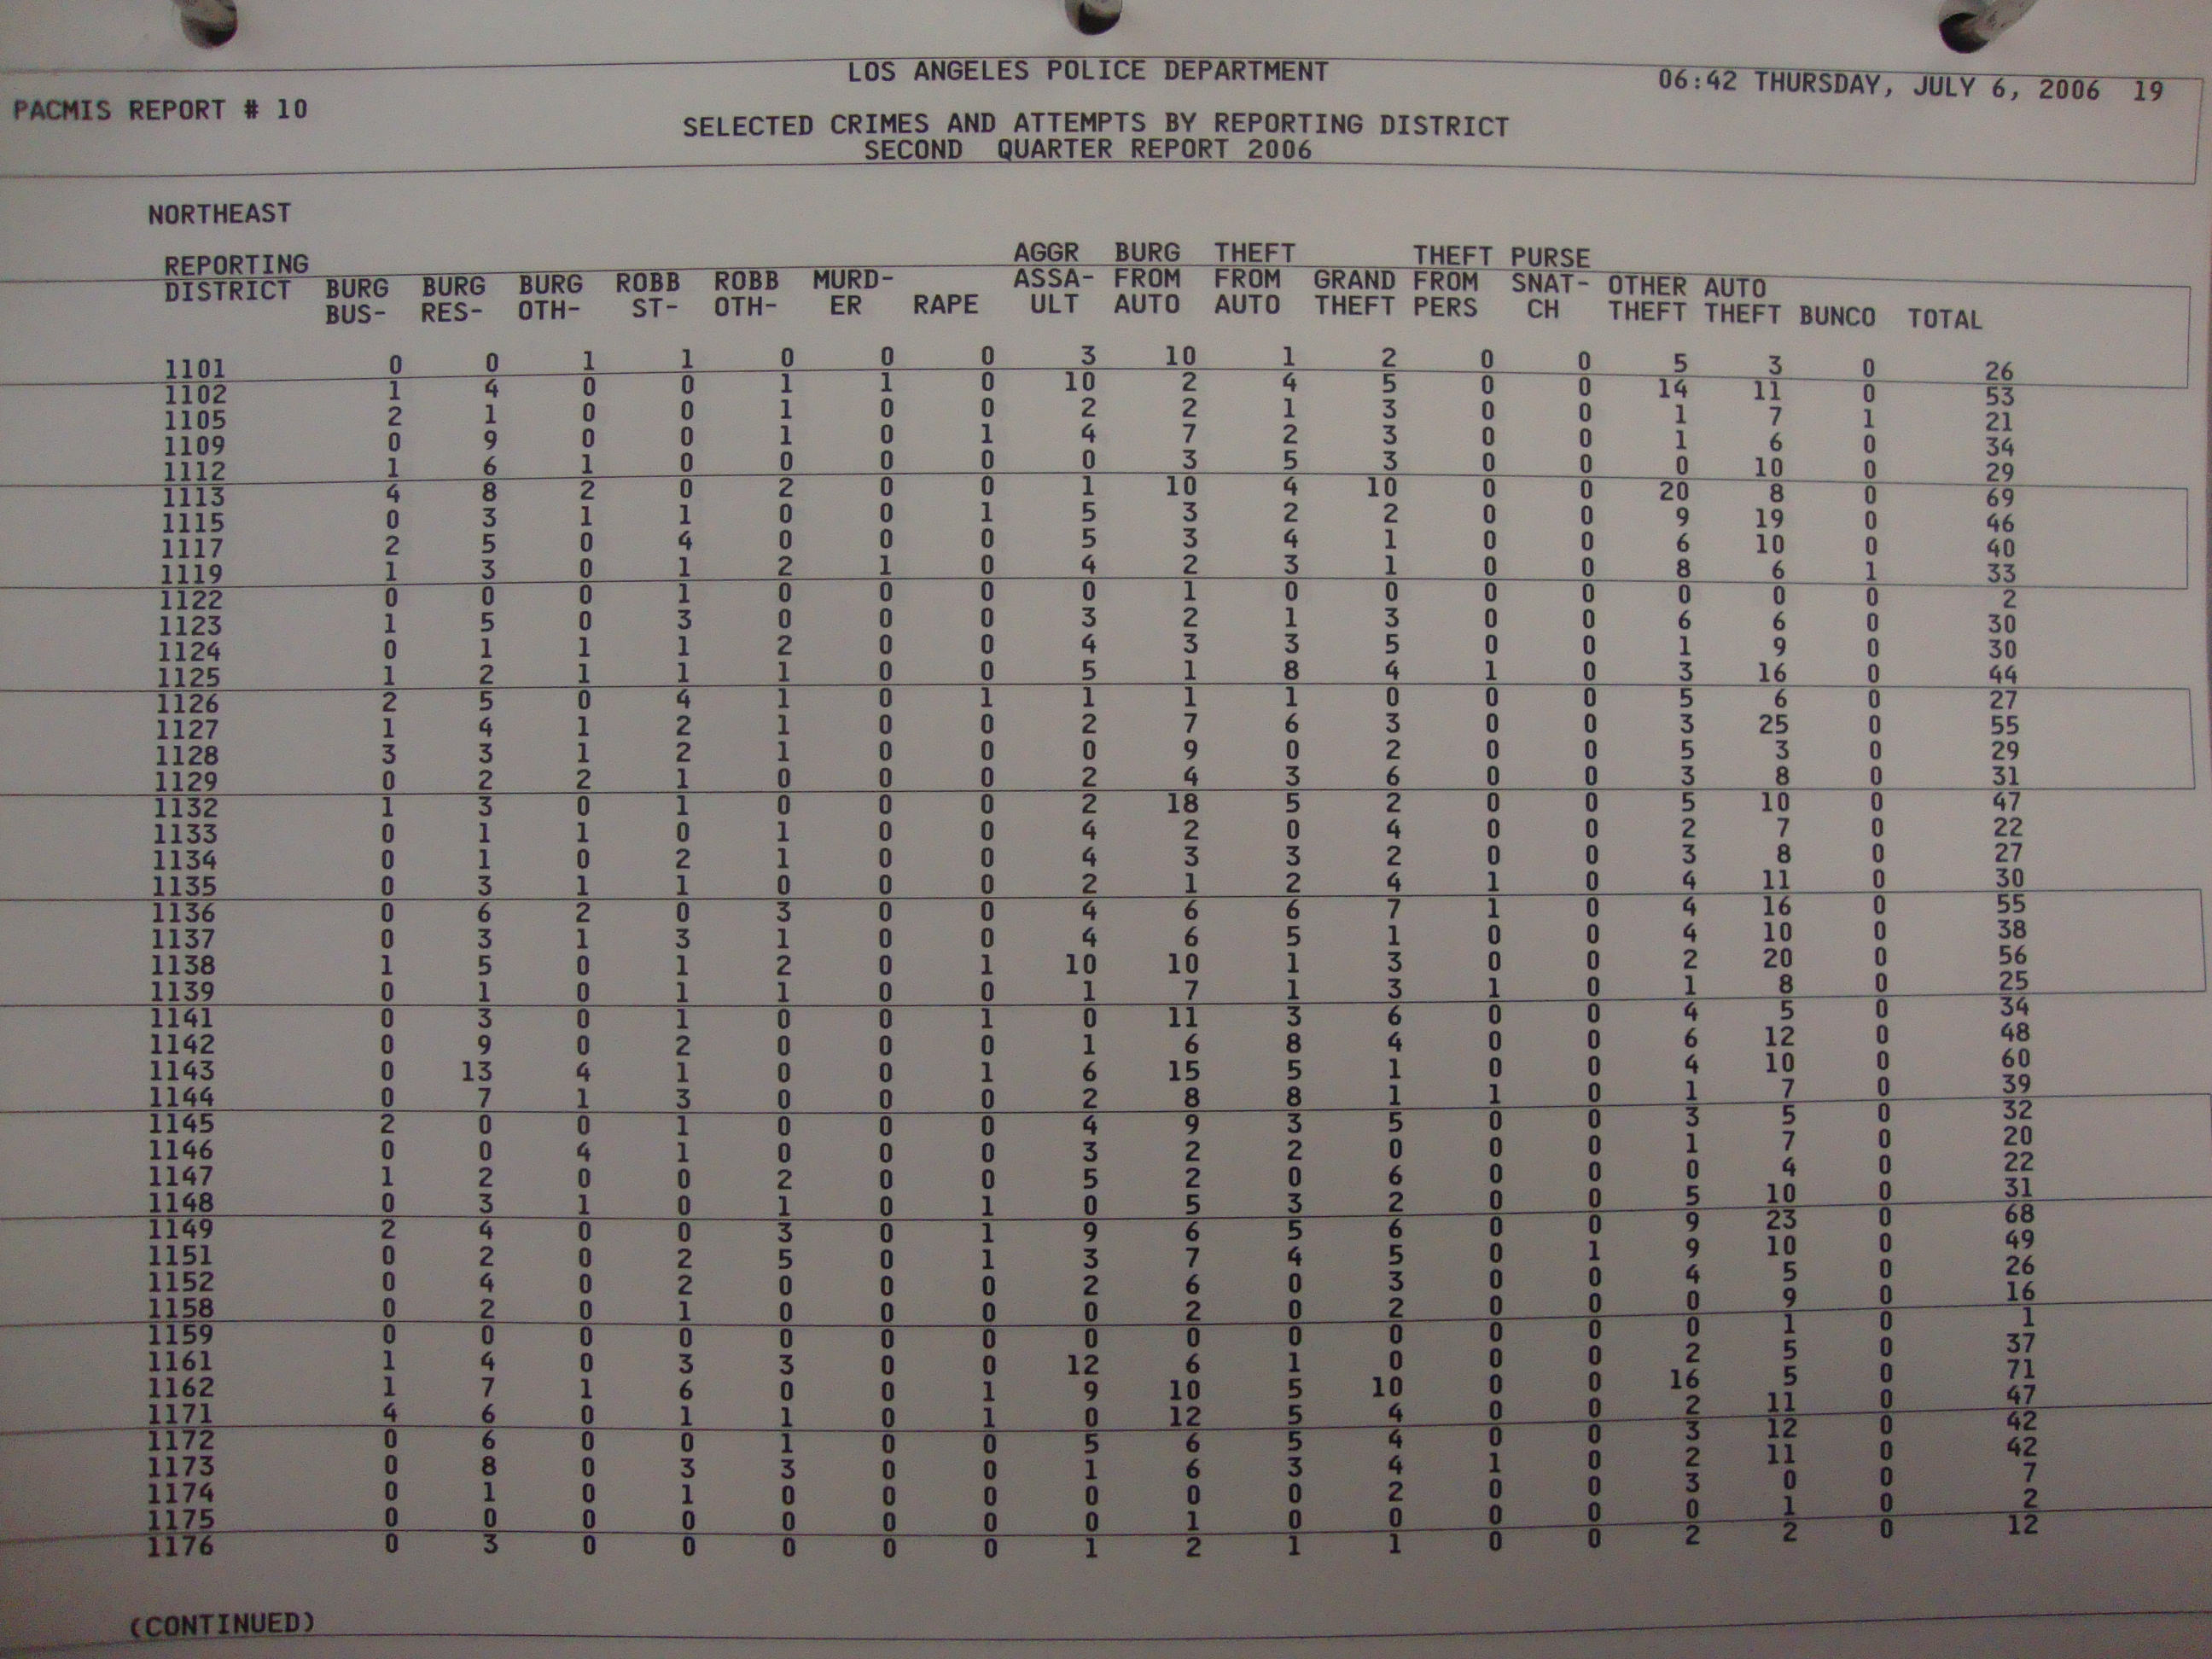 LOS ANGELES POLICE DEPARTMENT 06:42 THURSDAY, JULY 6, 2006 19
PACMIS REPORT # 10
SELECTED CRIMES AND ATTEMPTS BY REPORTING DISTRICT
SECOND QUARTER REPORT 2006
NORTHEAST
AGGR BURG THEFT THEFT PURSE
REPORTING BURG BURG BURG ROBB ROBB MURD- ASSA- FROM FROM GRAND FROM SNAT- OTHER AUTO
DISTRICT BUS- RES- OTH- ST- OTH- ER RAPE ULT AUTO AUTO THEFT PERS CH THEFT THEFT BUNCO TOTAL
1101 0 0 1 1 0 0 0 3 10 1 2 0 0 5 3 0 26
1102 1 4 0 0 1 1 0 10 2 4 5 0 0 14 11 0 53
1105 2 1 0 0 1 0 0 2 2 1 3 0 0 1 7 1 21
1109 0 9 0 0 1 0 1 4 7 2 3 0 0 1 6 0 34
1112 1 6 1 0 0 0 0 0 3 5 3 0 0 0 10 0 29
1113 4 8 2 0 2 0 0 1 10 4 10 0 0 20 8 0 69
1115 0 3 1 1 0 0 1 5 3 2 2 0 0 9 19 0 46
1117 2 5 0 4 0 0 0 5 3 4 1 0 0 6 10 0 40
1119 1 3 0 1 2 1 0 4 2 3 1 0 0 8 6 1 33
1122 0 0 0 1 0 0 0 0 1 0 0 0 0 0 0 0 2
1123 1 5 0 3 0 0 0 3 2 1 3 0 0 6 6 0 30
1124 0 1 1 1 2 0 0 4 3 3 5 0 0 1 9 0 30
1125 1 2 1 1 1 0 0 5 1 8 4 1 0 3 16 0 44
1126 2 5 0 4 1 0 1 1 1 1 0 0 0 5 6 0 27
1127 1 4 1 2 1 0 0 2 7 6 3 0 0 3 25 0 55
1128 3 3 1 2 1 0 0 0 9 0 2 0 0 5 3 0 29
1129 0 2 2 1 0 0 0 2 4 3 6 0 0 3 8 0 31
1132 1 3 0 1 0 0 0 2 18 5 2 0 0 5 10 0 47
1133 0 1 1 0 1 0 0 4 2 0 4 0 0 2 7 0 22
1134 0 1 0 2 1 0 0 4 3 3 2 0 0 3 8 0 27
1135 0 3 1 1 0 0 0 2 1 2 4 1 0 4 11 0 30
1136 0 6 2 0 3 0 0 4 6 6 7 1 0 4 16 0 55
1137 0 3 1 3 1 0 0 4 6 5 1 0 0 4 10 0 38
1138 1 5 0 1 2 0 1 10 10 1 3 0 0 2 20 0 56
1139 0 1 0 1 1 0 0 1 7 1 3 1 0 1 8 0 25
1141 0 3 0 1 0 0 1 0 11 3 6 0 0 4 5 0 34
1142 0 9 0 2 0 0 0 1 6 8 4 0 0 6 12 0 48
1143 0 13 4 1 0 0 1 6 15 5 1 0 0 4 10 0 60
1144 0 7 1 3 0 0 0 2 8 8 1 1 0 1 7 0 39
1145 2 0 0 1 0 0 0 4 9 3 5 0 0 3 5 0 32
1146 0 0 4 1 0 0 0 3 2 2 0 0 0 1 7 0 20
1147 1 2 0 0 2 0 0 5 2 0 6 0 0 0 4 0 22
1148 0 3 1 0 1 0 1 0 5 3 2 0 0 5 10 0 31
1149 2 4 0 0 3 0 1 9 6 5 6 0 0 9 23 0 68
1151 0 2 0 2 5 0 1 3 7 4 5 0 1 9 10 0 49
1152 0 4 0 2 0 0 0 2 6 0 3 0 0 4 5 0 26
1158 0 2 0 1 0 0 0 0 2 0 2 0 0 0 9 0 16
1159 0 0 0 0 0 0 0 0 0 0 0 0 0 0 1 0 1
1161 1 4 0 3 3 0 0 12 6 1 0 0 0 2 5 0 37
1162 1 7 1 6 0 0 1 9 10 5 10 0 0 16 5 0 71
1171 4 6 0 1 1 0 1 0 12 5 4 0 0 2 11 0 47
1172 0 6 0 0 1 0 0 5 6 5 4 0 0 3 12 0 42
1173 0 8 0 3 3 0 0 1 6 3 4 1 0 2 11 0 42
1174 0 1 0 1 0 0 0 0 0 0 2 0 0 3 0 0 7
1175 0 0 0 0 0 0 0 0 1 0 0 0 0 0 1 0 2
1176 0 3 0 0 0 0 0 1 2 1 1 0 0 2 2 0 12
(CONTINUED)